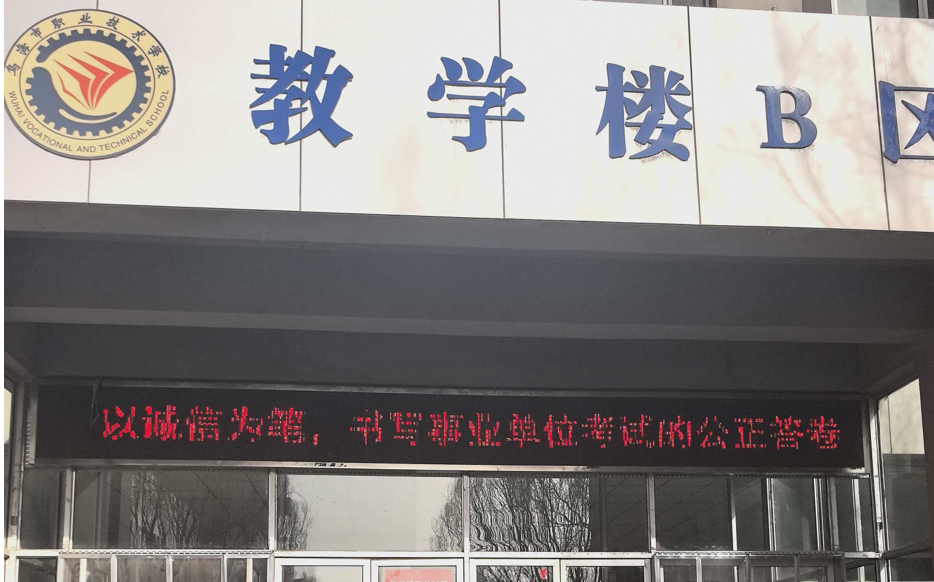 乌海市职业技术学校
WUHAI VOCATIONAL AND TECHNICAL SCHOOL
教学楼B区
以诚信为笔，书写事业单位考试的公正答卷